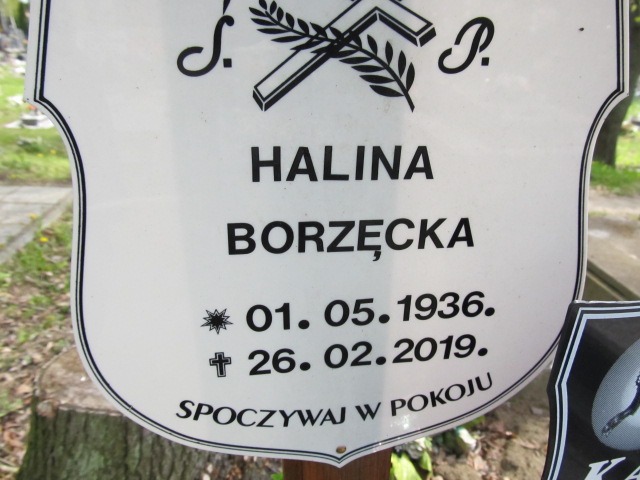 Ś. P.
HALINA
BORZĘCKA
01. 05. 1936.
26. 02. 2019.
SPOCZYWAJ W POKOJU